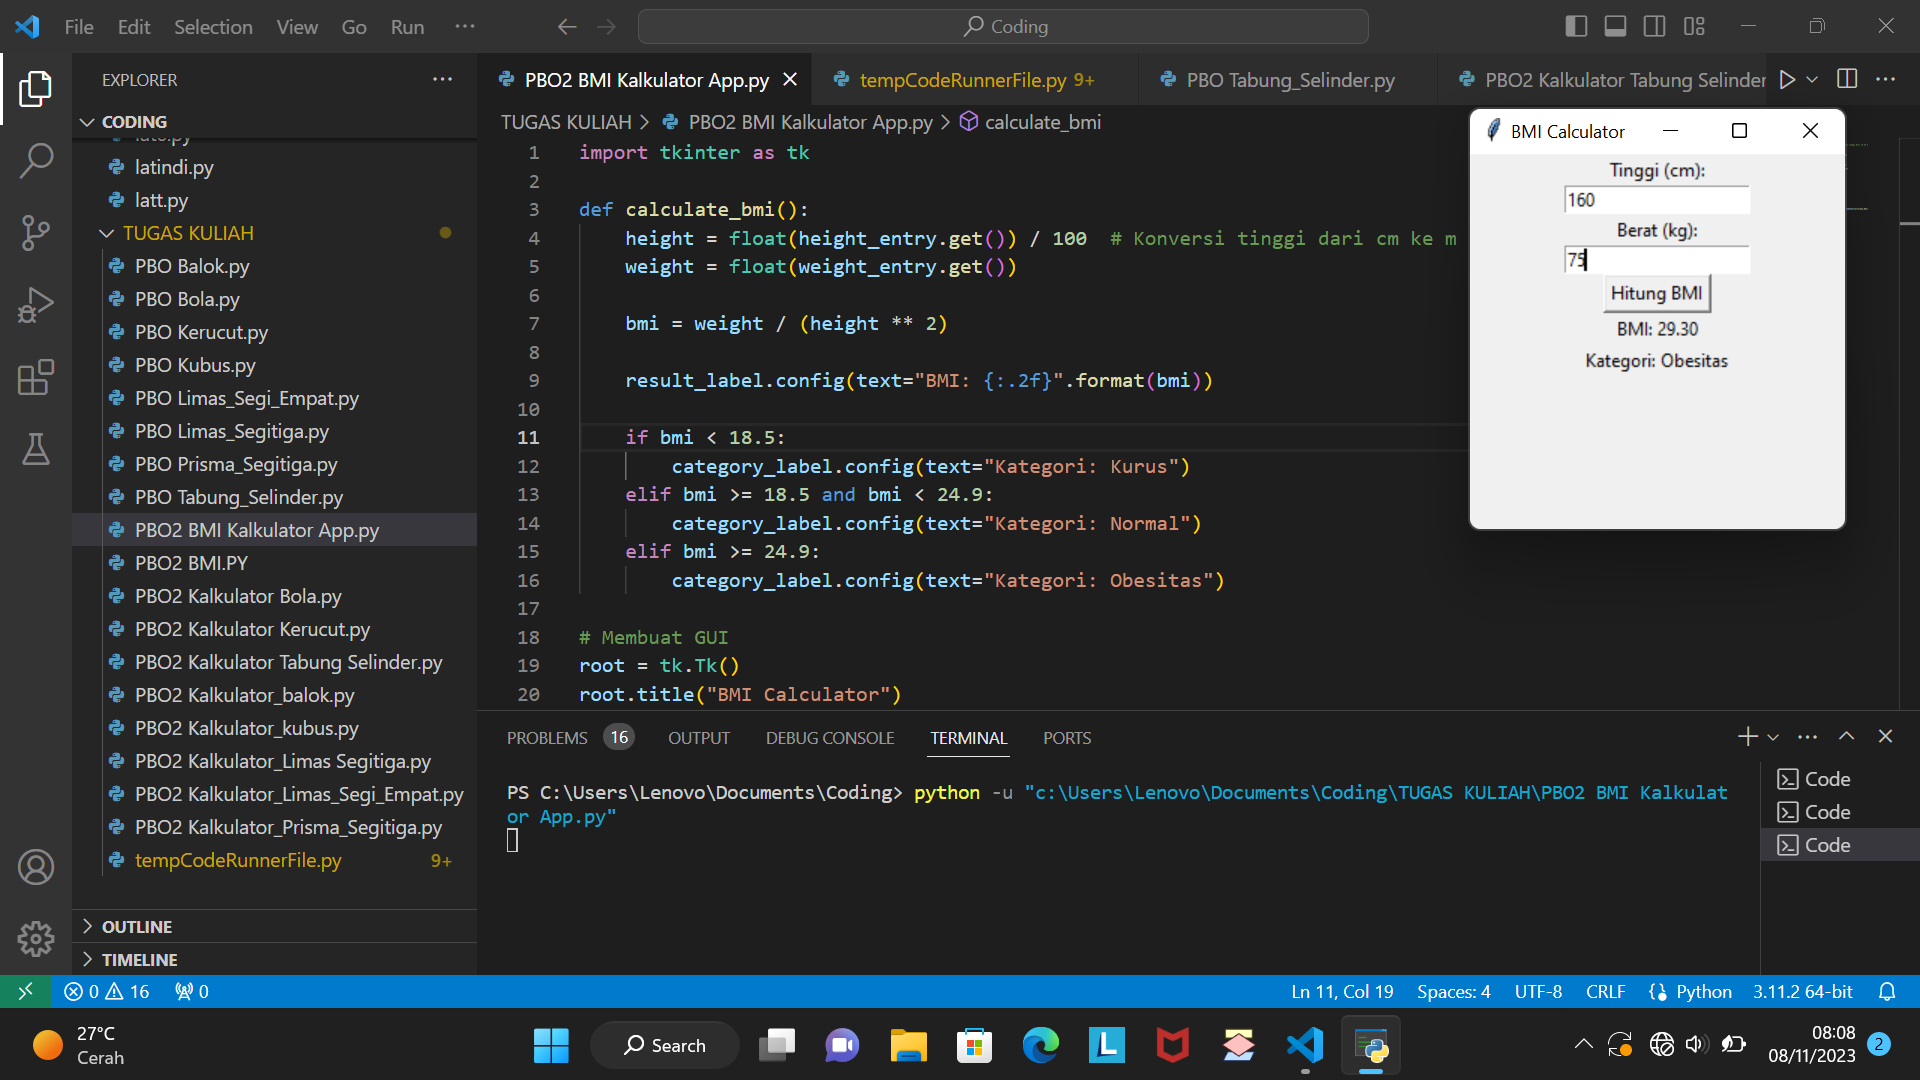 File Edit Selection View Go Run ···
Coding
EXPLORER
CODING
latindi.py
latt.py
TUGAS KULIAH
PBO Balok.py
PBO Bola.py
PBO Kerucut.py
PBO Kubus.py
PBO Limas_Segi_Empat.py
PBO Limas_Segitiga.py
PBO Prisma_Segitiga.py
PBO Tabung_Selinder.py
PBO2 BMI Kalkulator App.py
PBO2 BMI.PY
PBO2 Kalkulator Bola.py
PBO2 Kalkulator Kerucut.py
PBO2 Kalkulator Tabung Selinder.py
PBO2 Kalkulator_balok.py
PBO2 Kalkulator_kubus.py
PBO2 Kalkulator_Limas Segitiga.py
PBO2 Kalkulator_Limas_Segi_Empat.py
PBO2 Kalkulator_Prisma_Segitiga.py
tempCodeRunnerFile.py 9+
OUTLINE
TIMELINE
PBO2 BMI Kalkulator App.py tempCodeRunnerFile.py 9+ PBO Tabung_Selinder.py PBO2 Kalkulator Tabung Selinder
TUGAS KULIAH > PBO2 BMI Kalkulator App.py > calculate_bmi
1 import tkinter as tk
2
3 def calculate_bmi():
4 height = float(height_entry.get()) / 100 # Konversi tinggi dari cm ke m
5 weight = float(weight_entry.get())
6
7 bmi = weight / (height ** 2)
8
9 result_label.config(text="BMI: {:.2f}".format(bmi))
10
11 if bmi < 18.5:
12 category_label.config(text="Kategori: Kurus")
13 elif bmi >= 18.5 and bmi < 24.9:
14 category_label.config(text="Kategori: Normal")
15 elif bmi >= 24.9:
16 category_label.config(text="Kategori: Obesitas")
17
18 # Membuat GUI
19 root = tk.Tk()
20 root.title("BMI Calculator")
BMI Calculator
Tinggi (cm):
160
Berat (kg):
75
Hitung BMI
BMI: 29.30
Kategori: Obesitas
PROBLEMS 16 OUTPUT DEBUG CONSOLE TERMINAL PORTS
PS C:\Users\Lenovo\Documents\Coding> python -u "c:\Users\Lenovo\Documents\Coding\TUGAS KULIAH\PBO2 BMI Kalkulat
or App.py"
Code
Code
Code
0 16 0 Ln 11, Col 19 Spaces: 4 UTF-8 CRLF Python 3.11.2 64-bit
27°C
Cerah
Search
08:08
08/11/2023
2